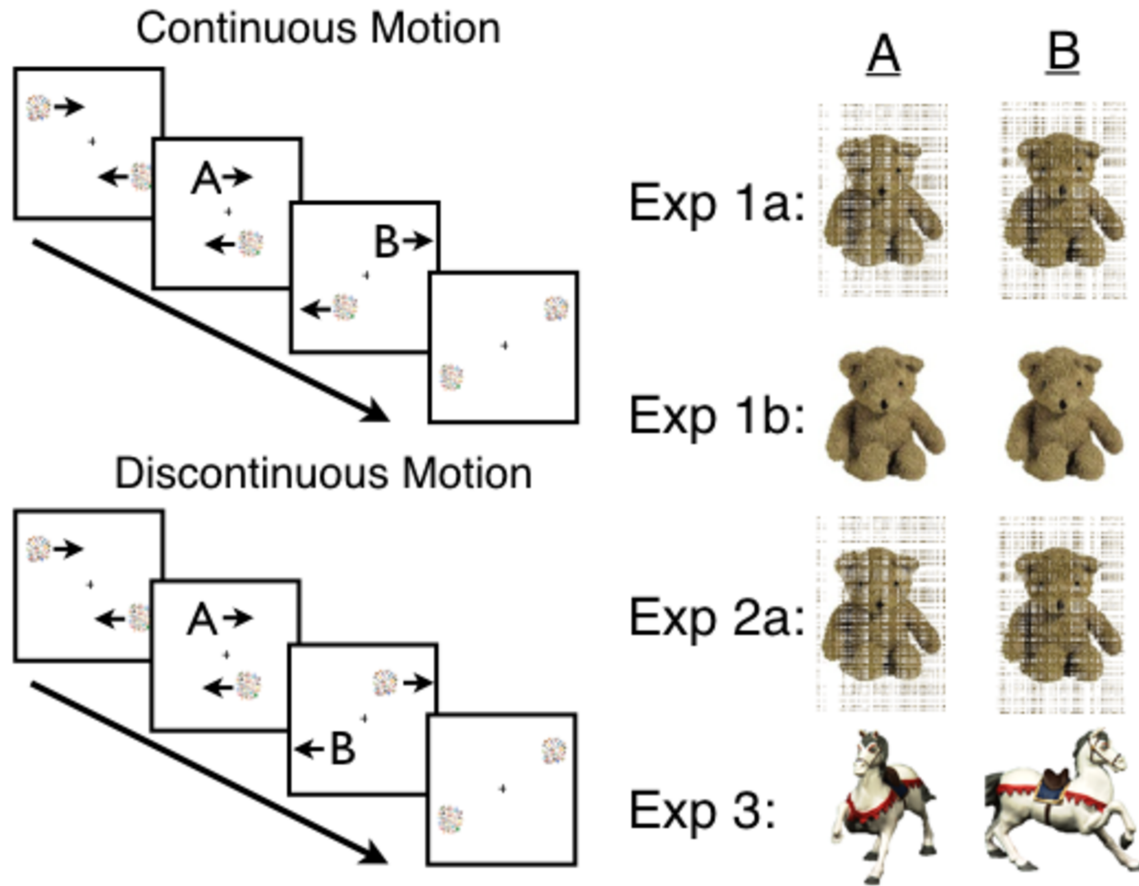 Continuous Motion
A
B
Discontinuous Motion
A
B
A B
Exp 1a:
Exp 1b:
Exp 2a:
Exp 3: